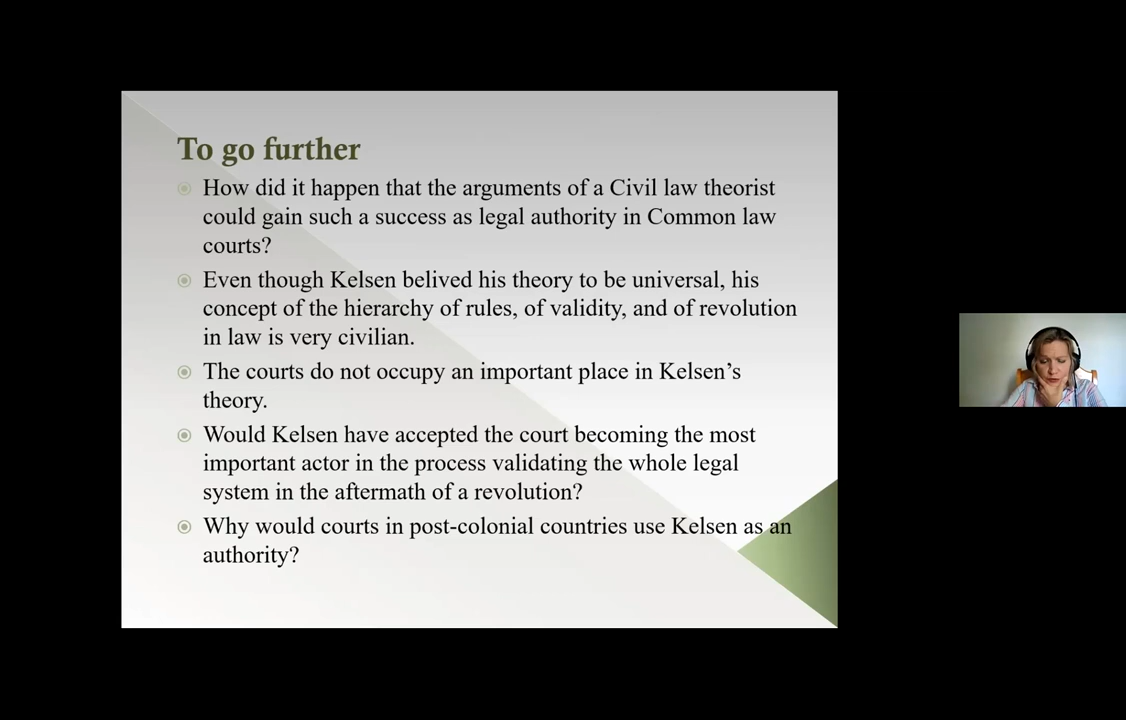 To go further
How did it happen that the arguments of a Civil law theorist
could gain such a success as legal authority in Common law
courts?
Even though Kelsen belived his theory to be universal, his
concept of the hierarchy of rules, of validity, and of revolution
in law is very civilian.
The courts do not occupy an important place in Kelsen’s
theory.
Would Kelsen have accepted the court becoming the most
important actor in the process validating the whole legal
system in the aftermath of a revolution?
Why would courts in post-colonial countries use Kelsen as an
authority?